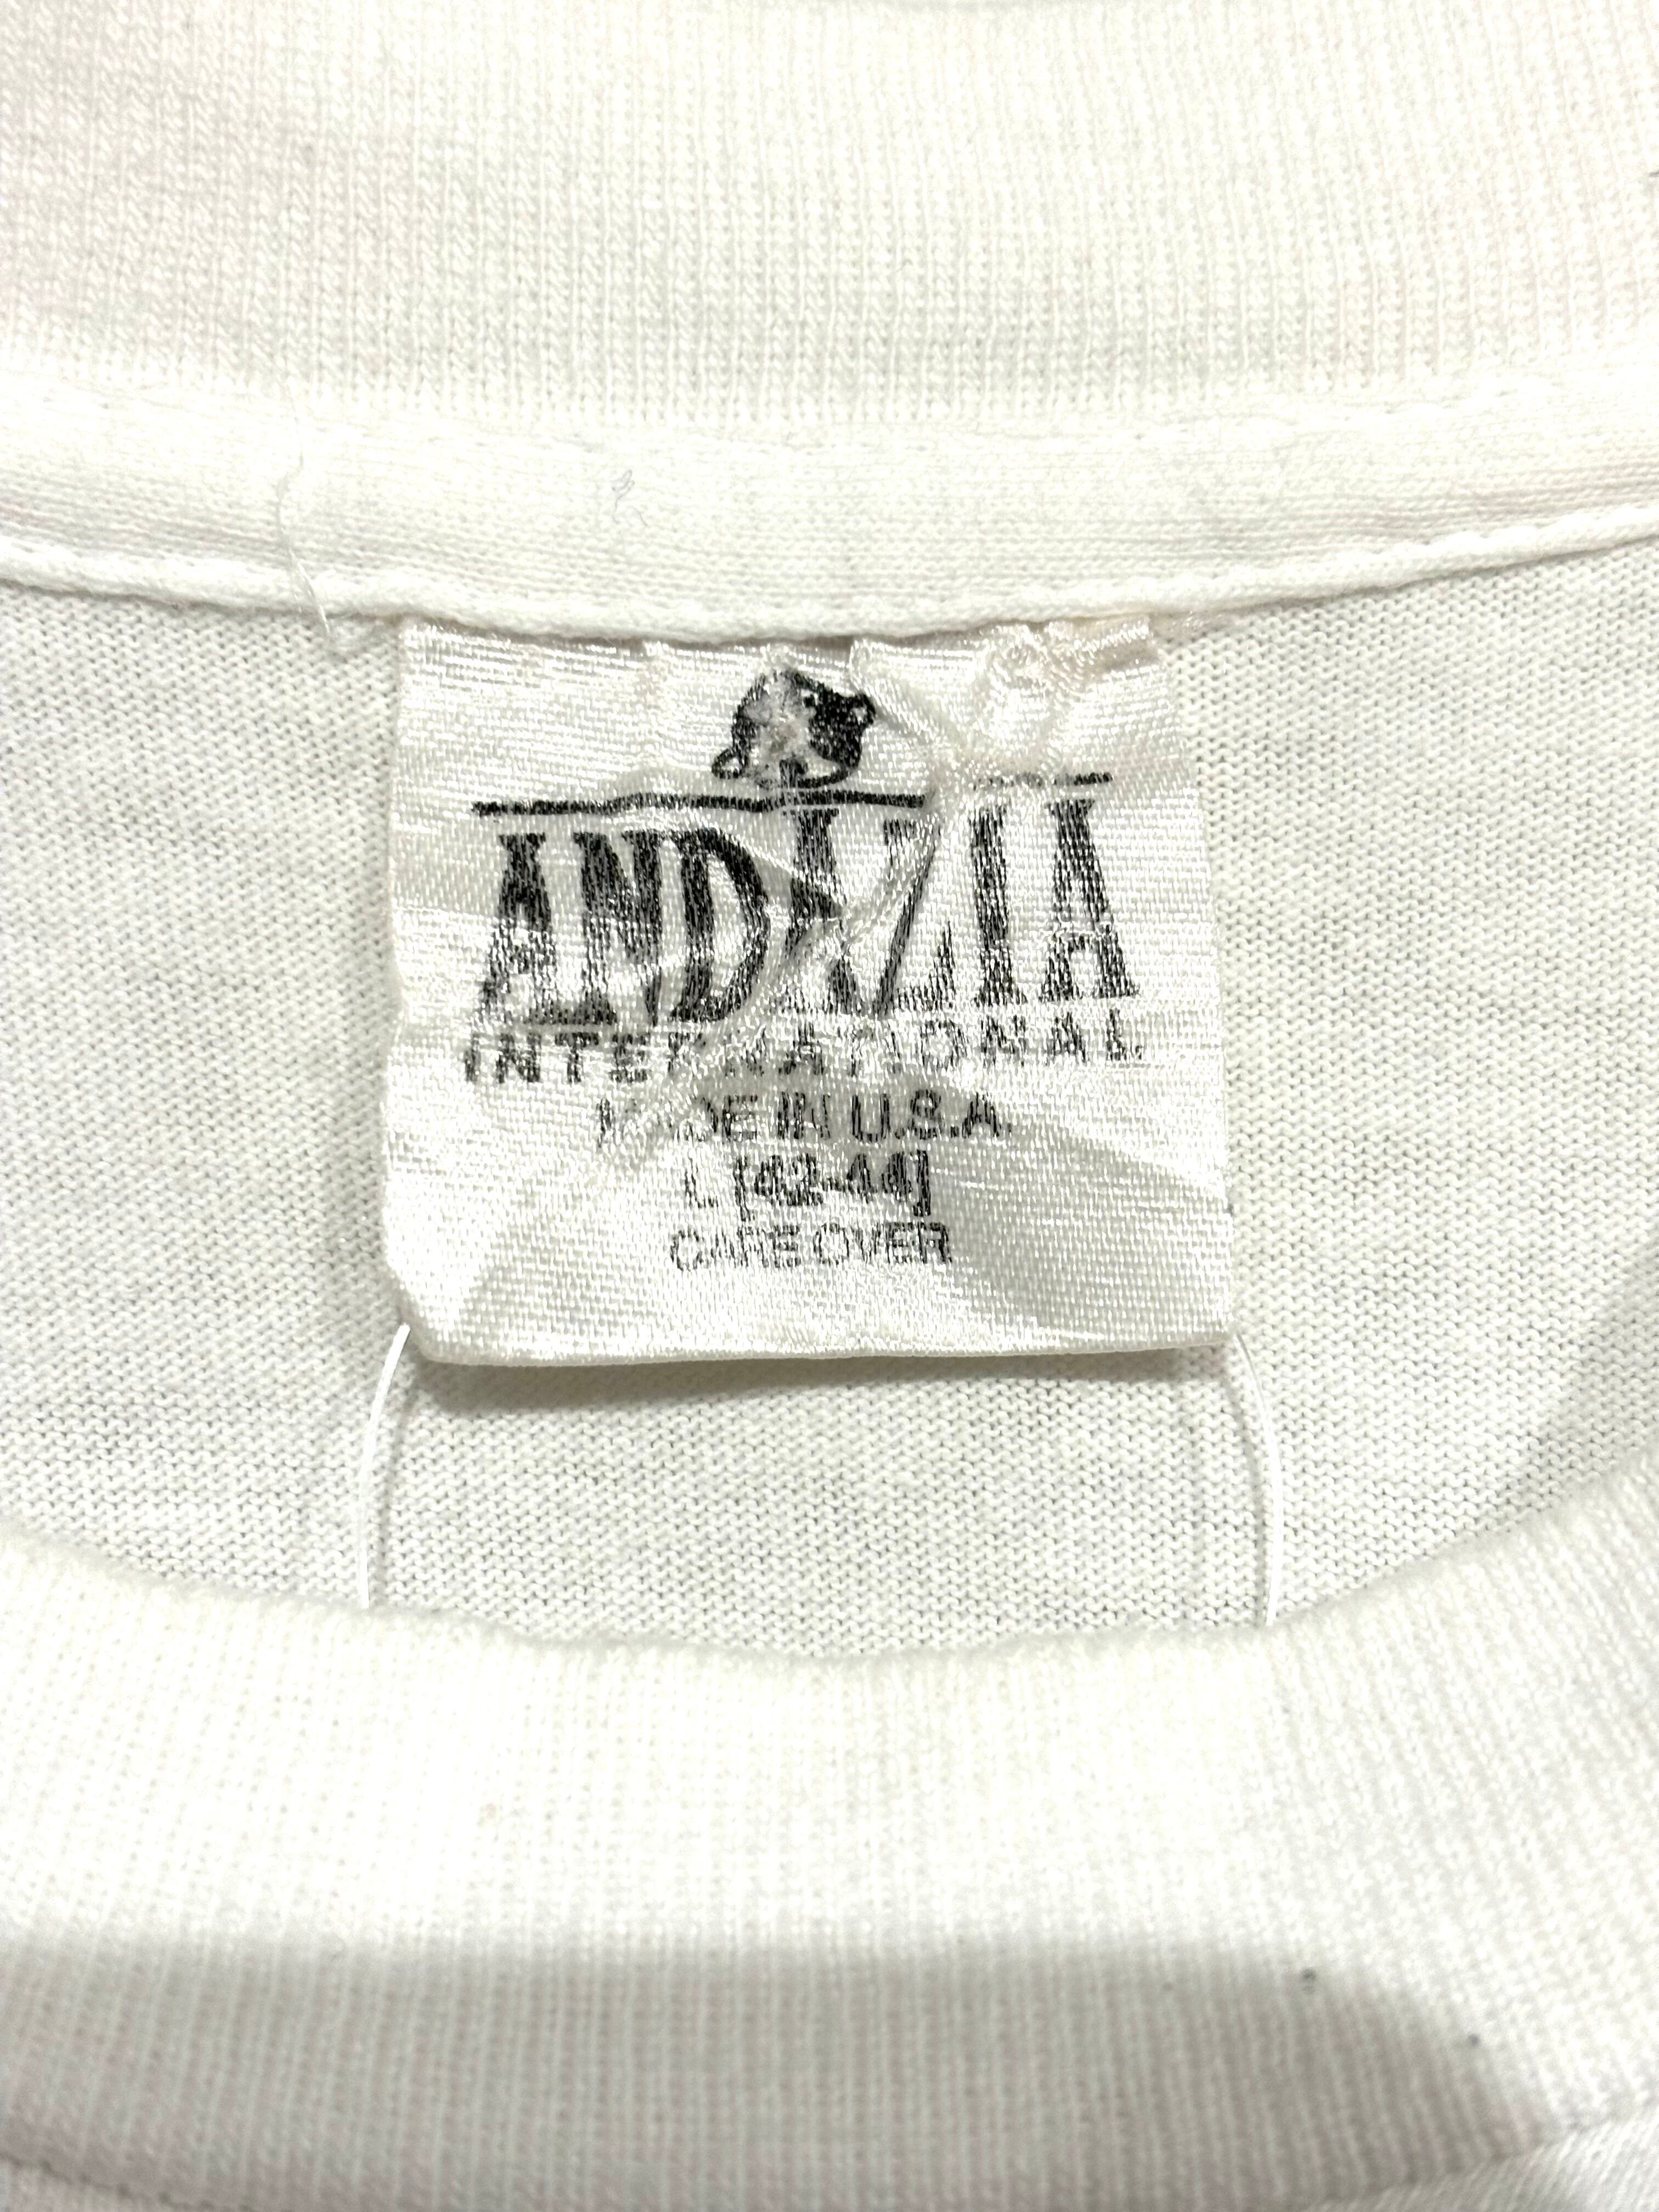 ANDAZIA
INTERNATIONAL
MADE IN U.S.A.
L [42-44]
CARE OVER